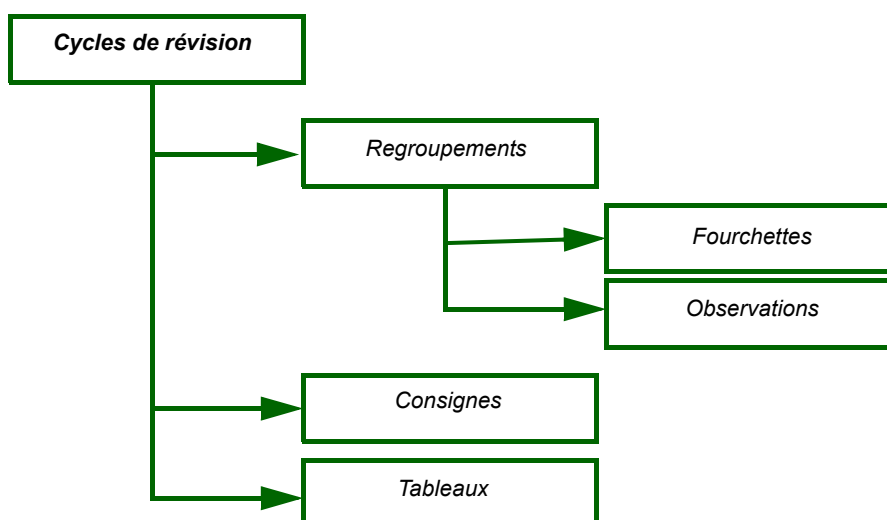 Cycles de révision
Regroupements
Fourchettes
Observations
Consignes
Tableaux